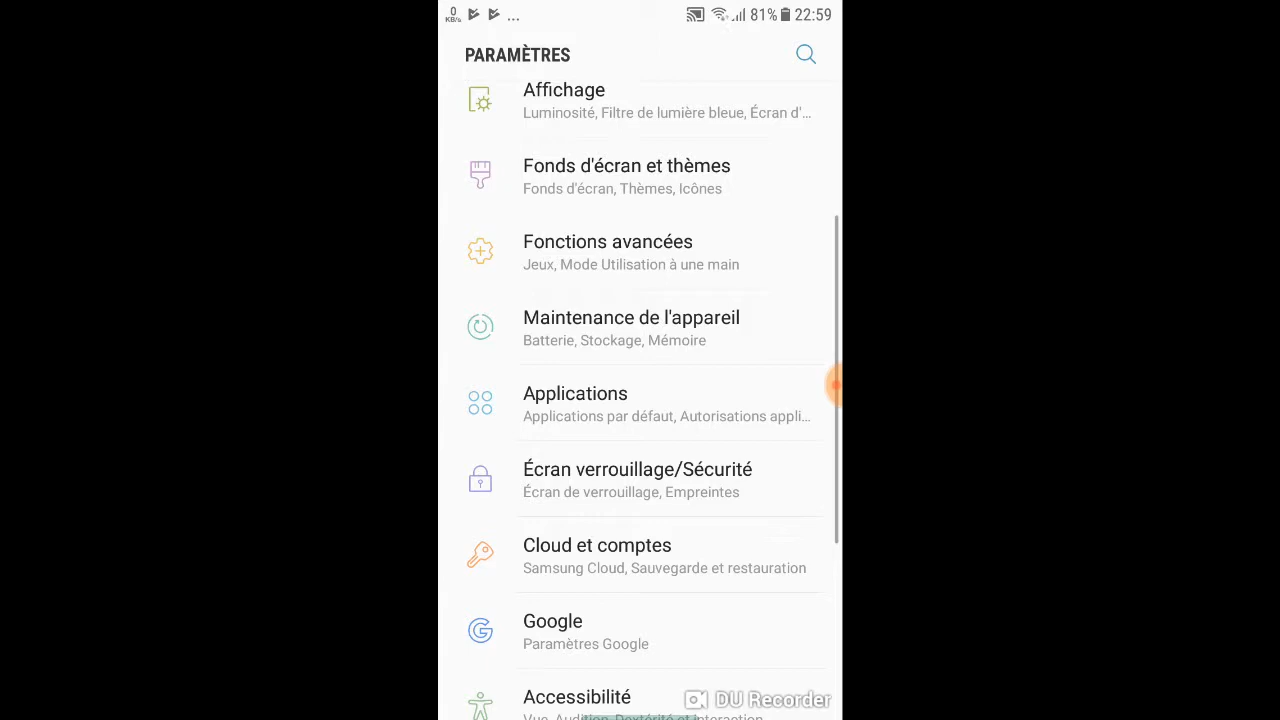 0 KB/s ... 81% 22:59
PARAMÈTRES
Affichage
Luminosité, Filtre de lumière bleue, Écran d'...
Fonds d'écran et thèmes
Fonds d'écran, Thèmes, Icônes
Fonctions avancées
Jeux, Mode Utilisation à une main
Maintenance de l'appareil
Batterie, Stockage, Mémoire
Applications
Applications par défaut, Autorisations appli...
Écran verrouillage/Sécurité
Écran de verrouillage, Empreintes
Cloud et comptes
Samsung Cloud, Sauvegarde et restauration
Google
Paramètres Google
Accessibilité
DU Recorder
Vue, Audition, Dextérité et interaction